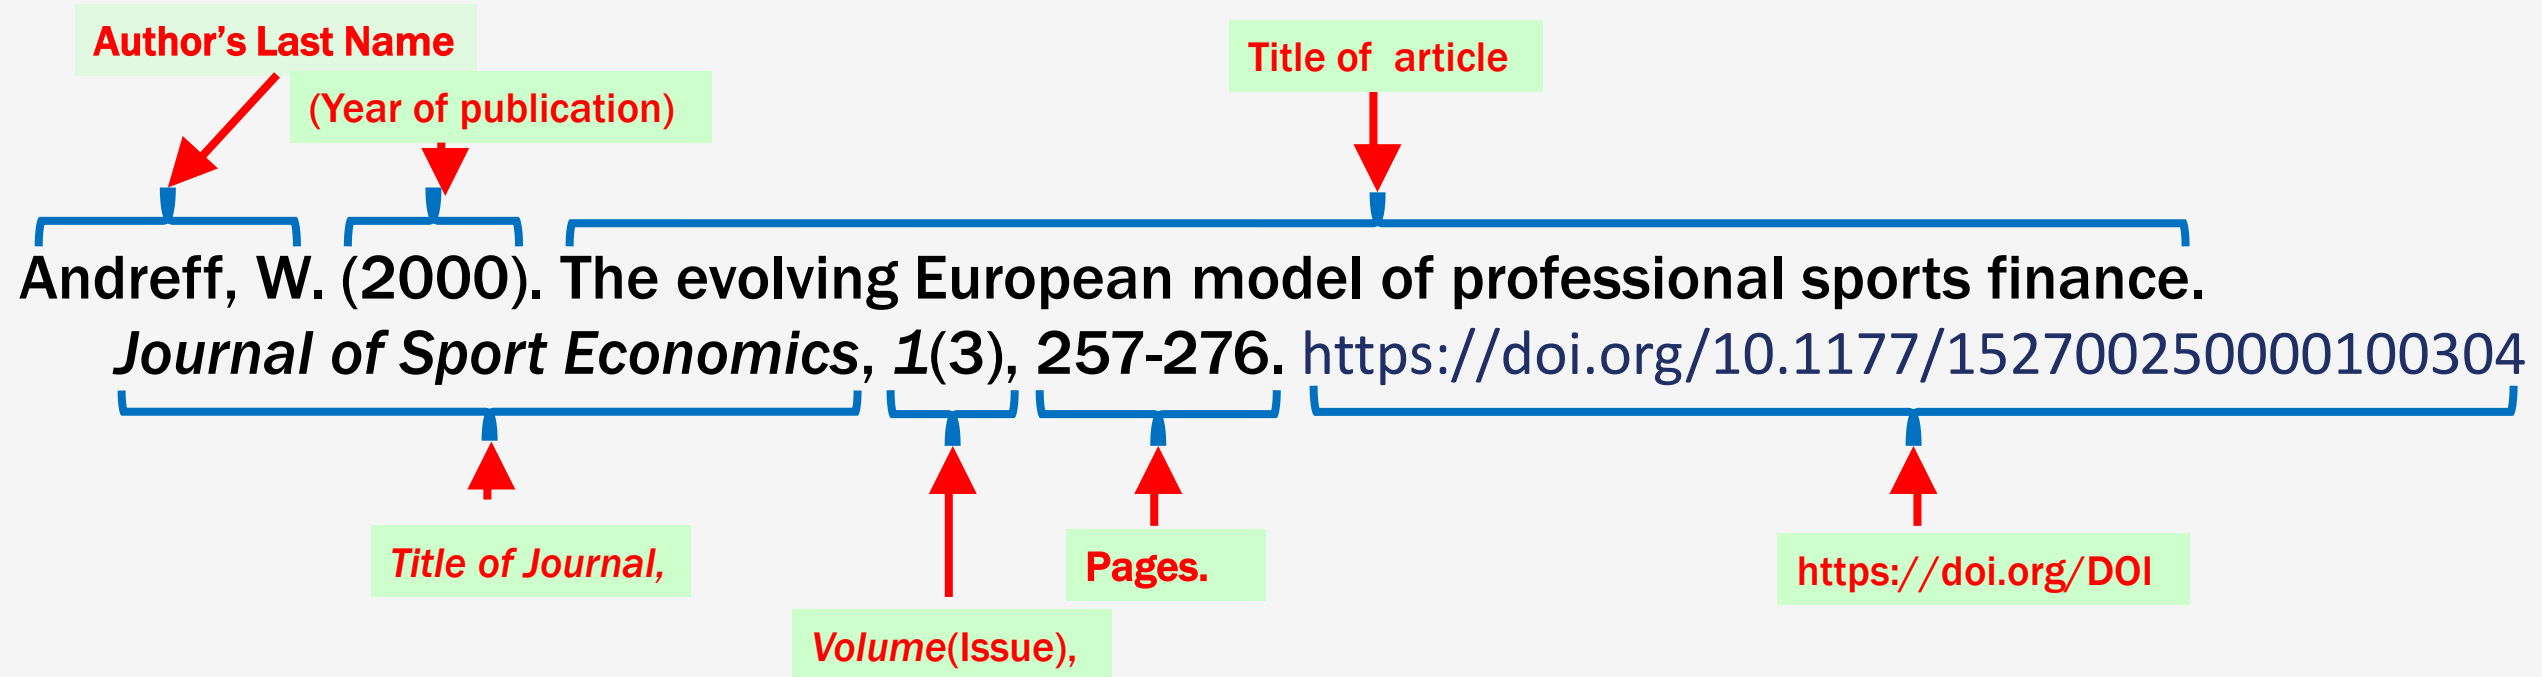 Author's Last Name
(Year of publication)
Title of article
Andreff, W. (2000). The evolving European model of professional sports finance.
Journal of Sport Economics, 1(3), 257-276. https://doi.org/10.1177/152700250000100304
Title of Journal,
Volume(Issue),
Pages.
https://doi.org/DOI